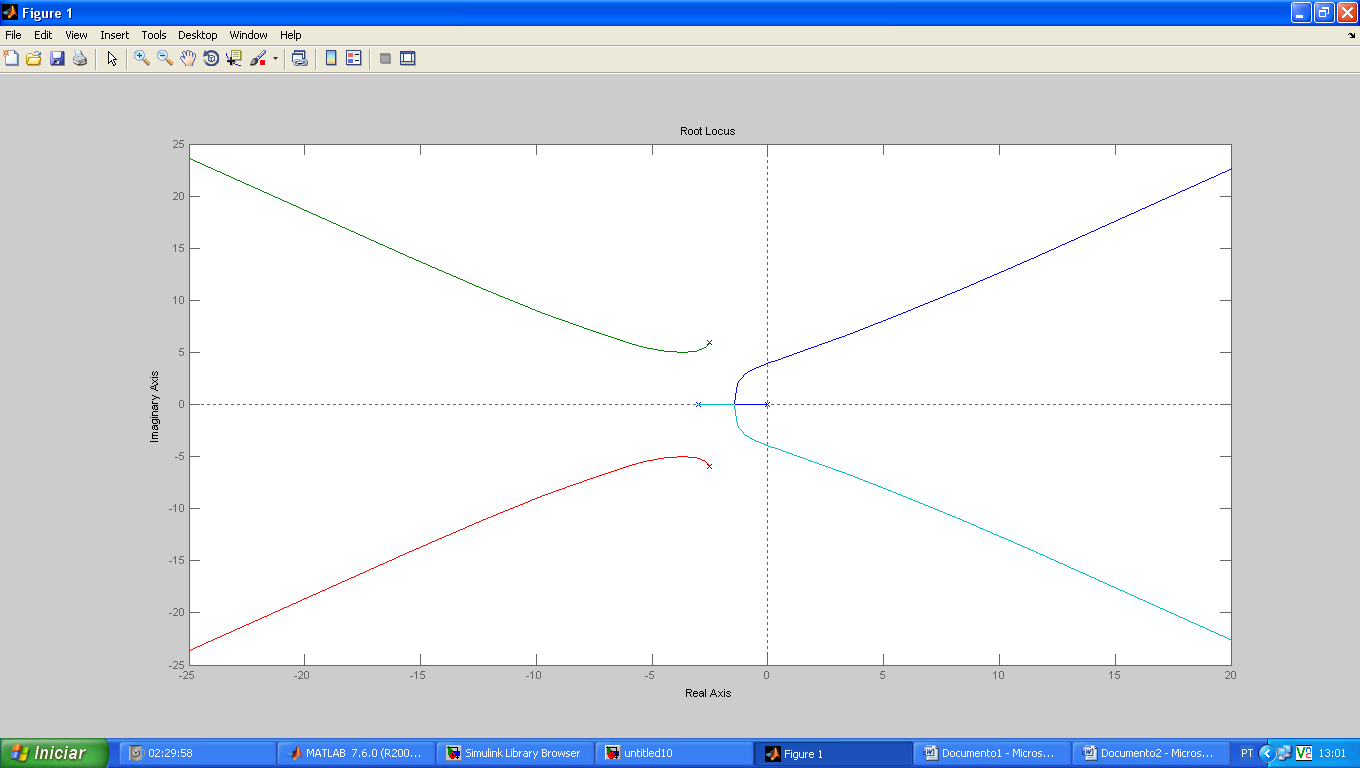 Figure 1
File Edit View Insert Tools Desktop Window Help
Root Locus
25
20
15
10
5
0
-5
-10
-15
-20
-25
Imaginary Axis
-25 -20 -15 -10 -5 0 5 10 15 20
Real Axis
Iniciar 02:29:58 MATLAB 7.6.0 (R200... Simulink Library Browser untitled10 Figure 1 Documento1 - Micros... Documento2 - Micros... PT 13:01